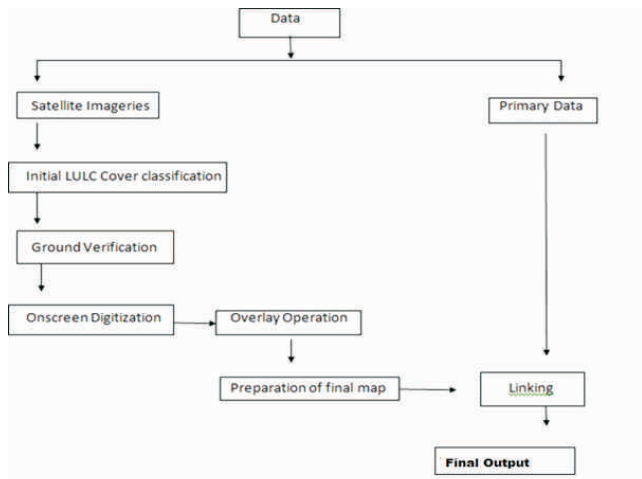 Data
Satellite Imageries
Primary Data
Initial LULC Cover classification
Ground Verification
Onscreen Digitization
Overlay Operation
Preparation of final map
Linking
Final Output